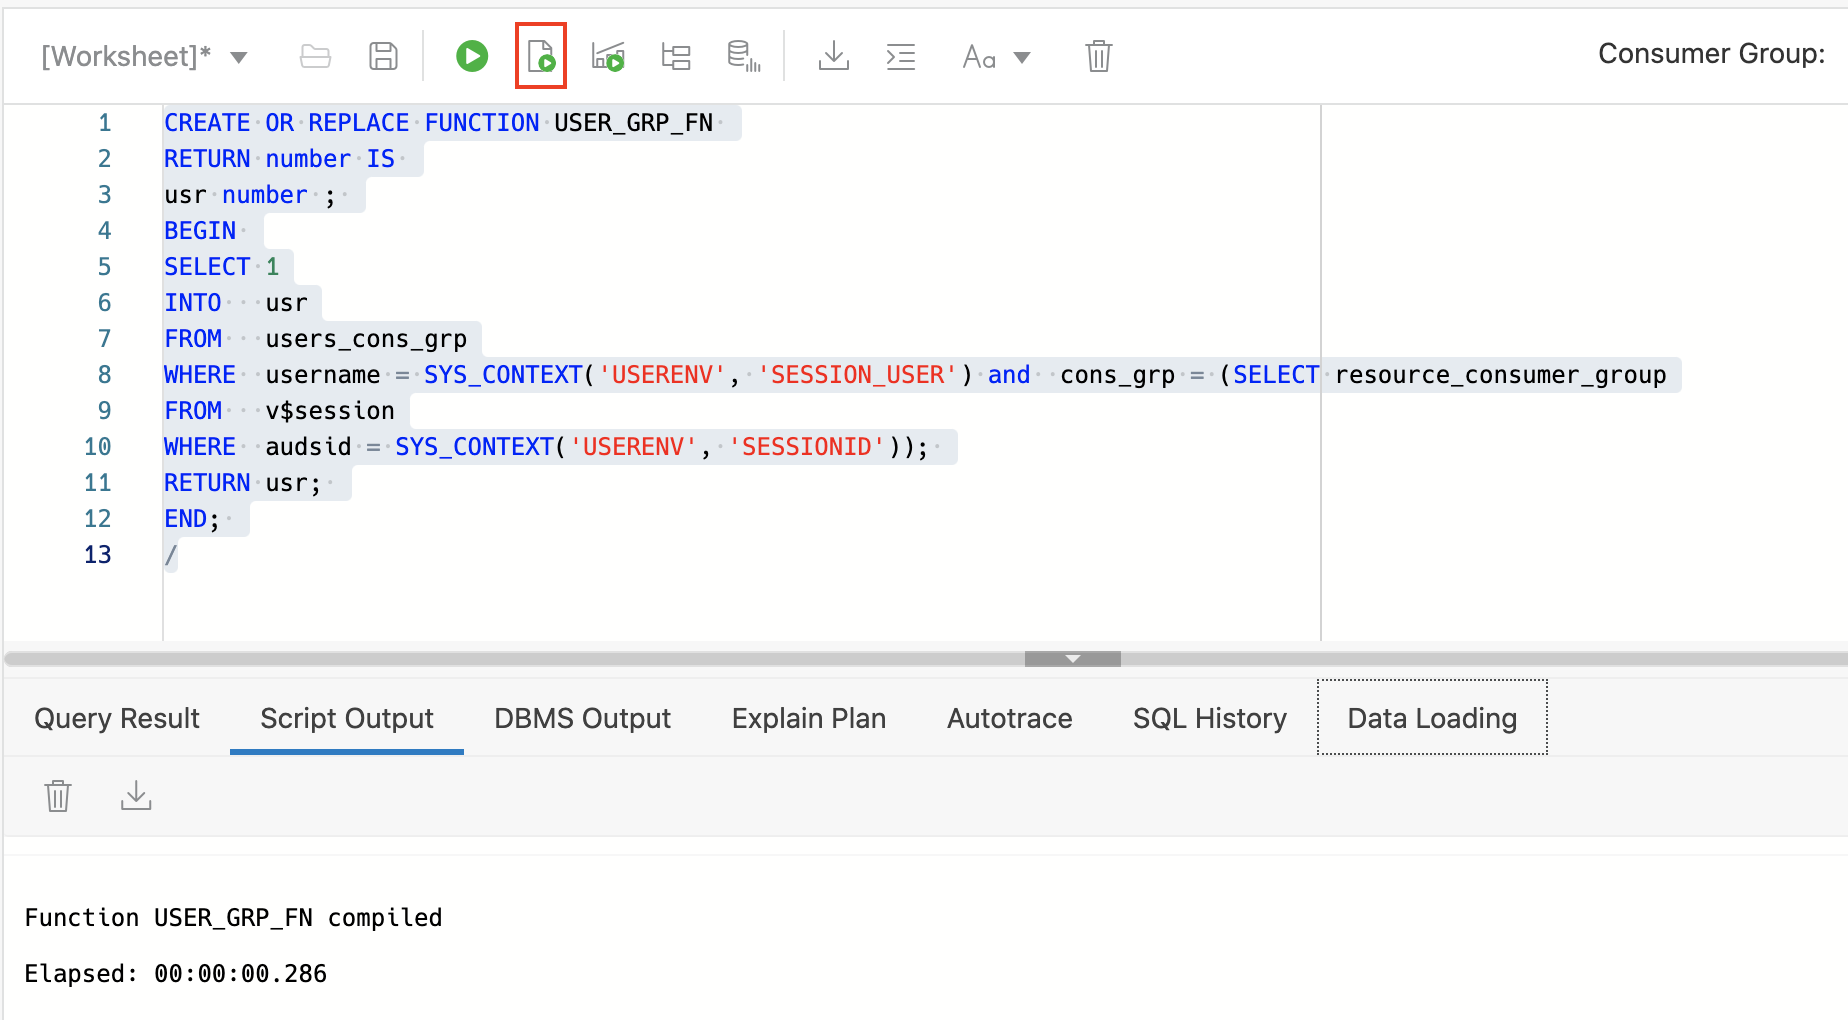 [Worksheet]* Aa Consumer Group:
1 CREATE OR REPLACE FUNCTION USER_GRP_FN
2 RETURN number IS
3 usr number ;
4 BEGIN
5 SELECT 1
6 INTO   usr
7 FROM   users_cons_grp
8 WHERE  username = SYS_CONTEXT('USERENV', 'SESSION_USER') and  cons_grp = (SELECT resource_consumer_group
9 FROM   v$session
10 WHERE  audsid = SYS_CONTEXT('USERENV', 'SESSIONID'));
11 RETURN usr;
12 END;
13 /
Query Result Script Output DBMS Output Explain Plan Autotrace SQL History Data Loading
Function USER_GRP_FN compiled
Elapsed: 00:00:00.286